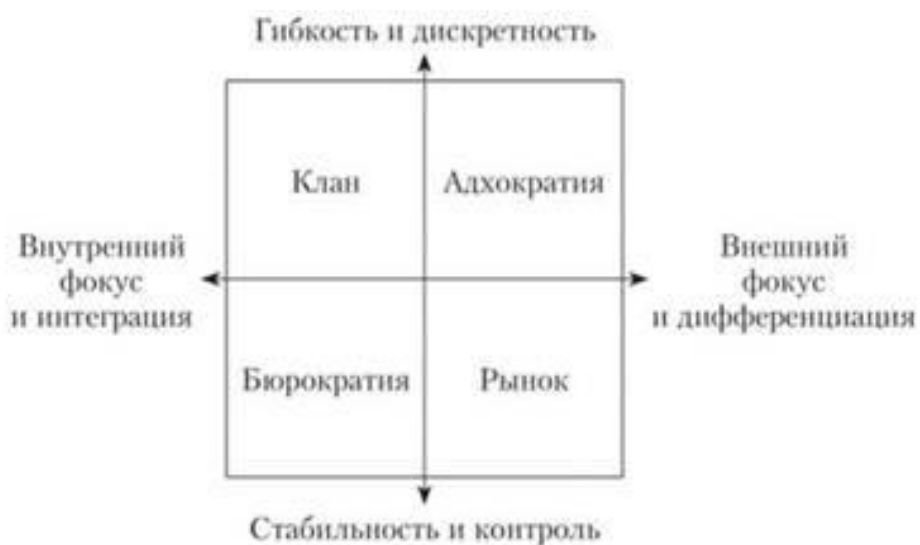 Гибкость и дискретность
Клан
Адхократия
Внутренний
фокус
и интеграция
Внешний
фокус
и дифференциация
Бюрократия
Рынок
Стабильность и контроль